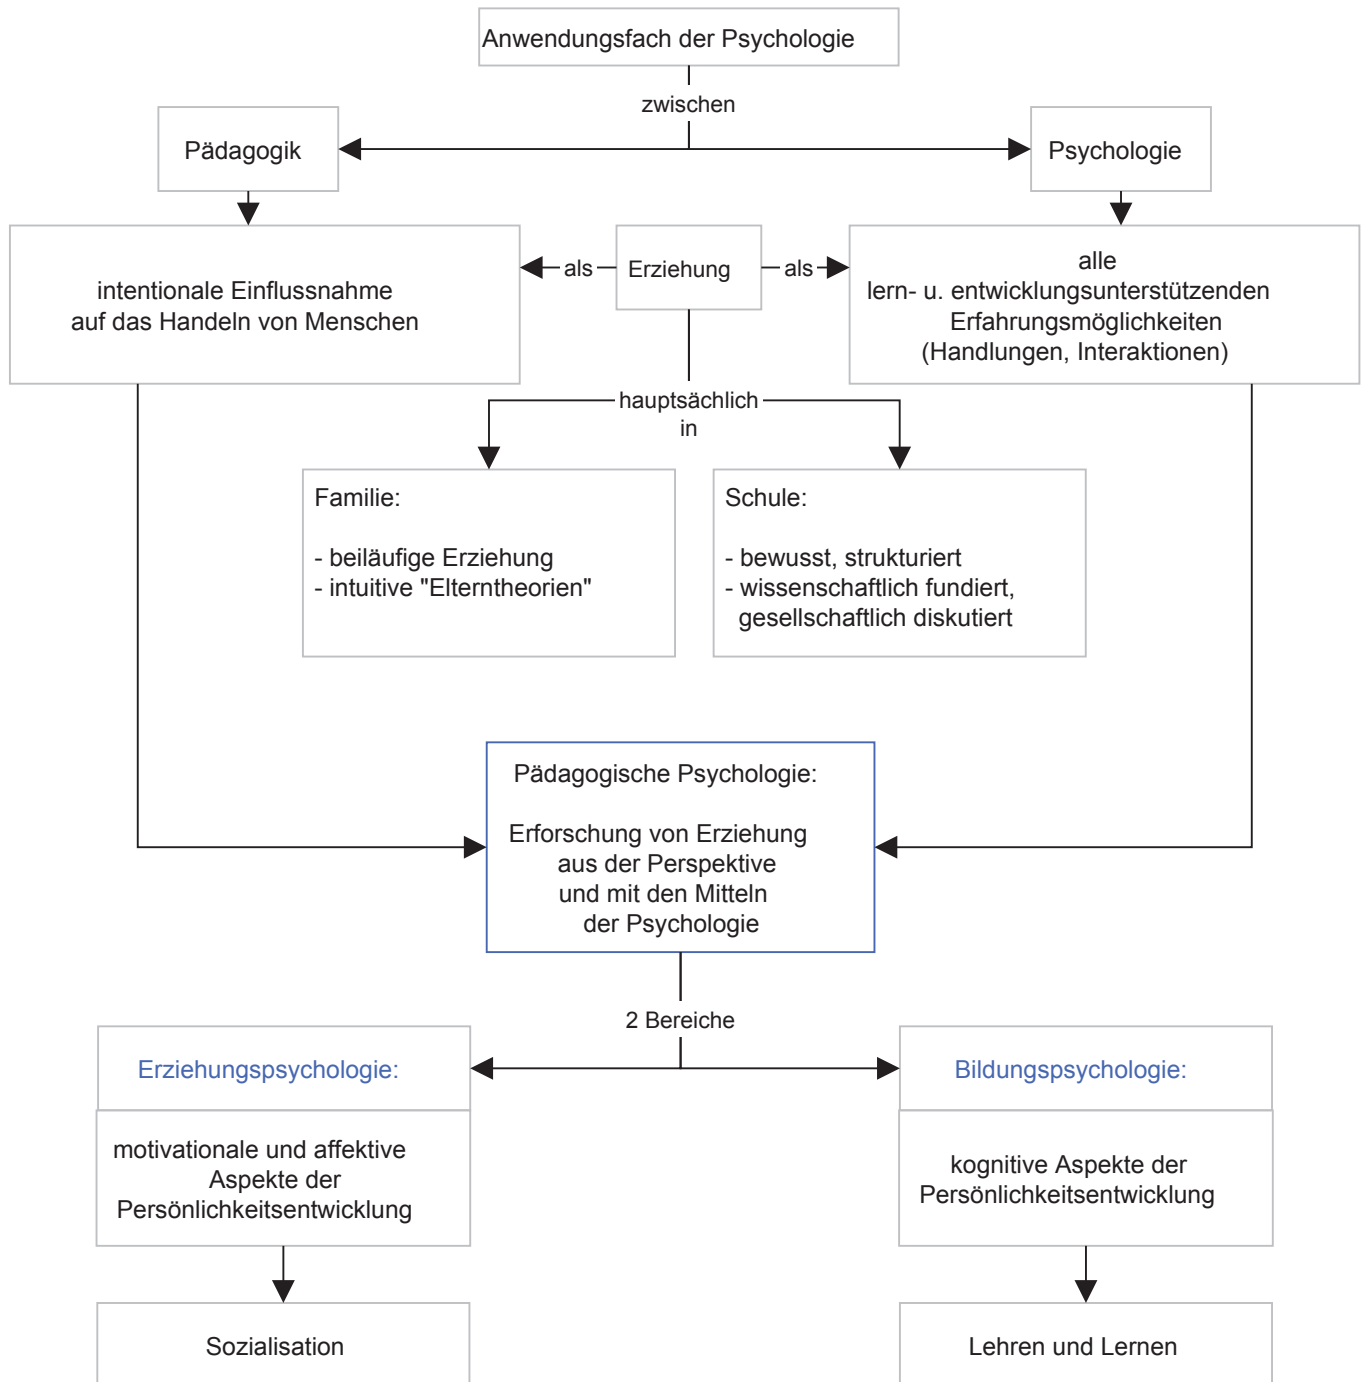 Anwendungsfach der Psychologie
zwischen
Pädagogik
Psychologie
intentionale Einflussnahme
auf das Handeln von Menschen
als
Erziehung
als
alle
lern- u. entwicklungsunterstützenden
Erfahrungsmöglichkeiten
(Handlungen, Interaktionen)
hauptsächlich
in
Familie:
- beiläufige Erziehung
- intuitive "Elterntheorien"
Schule:
- bewusst, strukturiert
- wissenschaftlich fundiert,
gesellschaftlich diskutiert
Pädagogische Psychologie:
Erforschung von Erziehung
aus der Perspektive
und mit den Mitteln
der Psychologie
2 Bereiche
Erziehungspsychologie:
motivationale und affektive
Aspekte der
Persönlichkeitsentwicklung
Sozialisation
Bildungspsychologie:
kognitive Aspekte der
Persönlichkeitsentwicklung
Lehren und Lernen